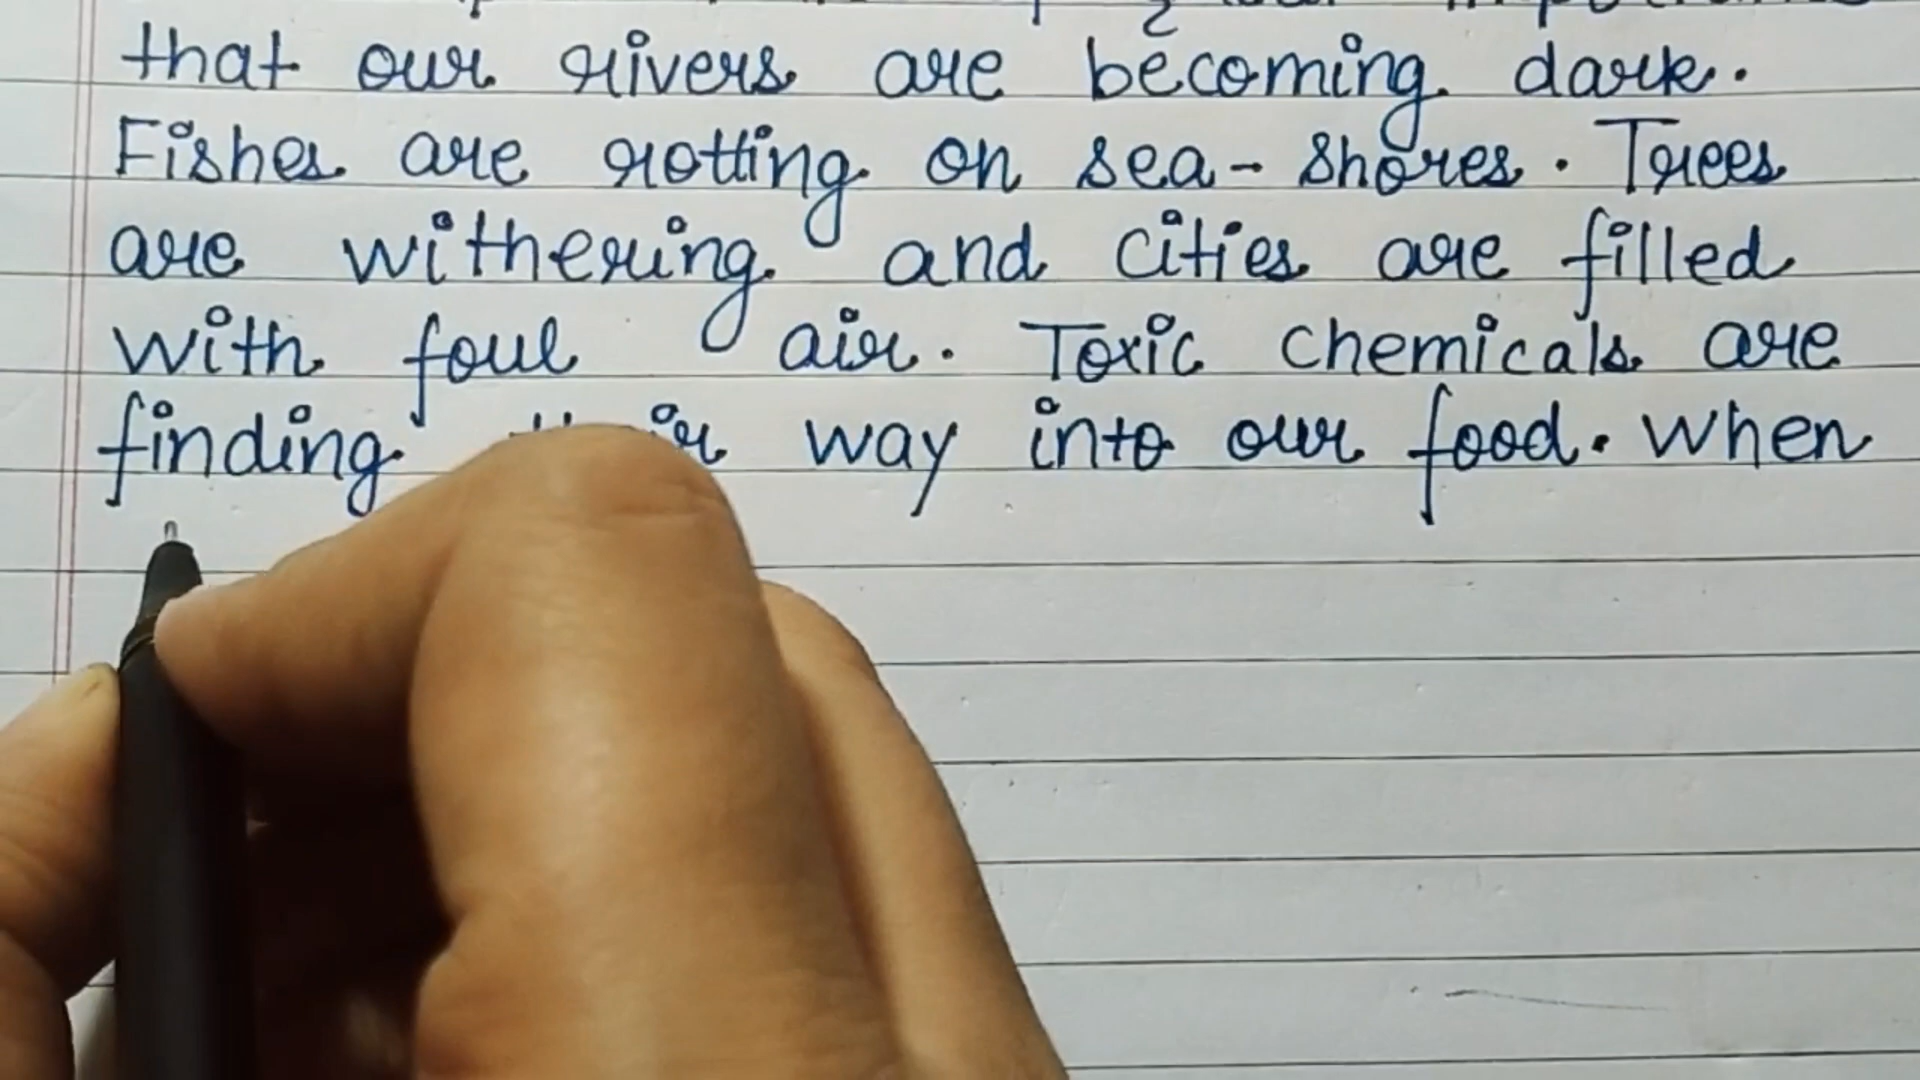 that our rivers are becoming dark.
Fishes are rotting on sea-shores. Trees
are withering and cities are filled
with foul air. Toxic chemicals are
finding their way into our food. When